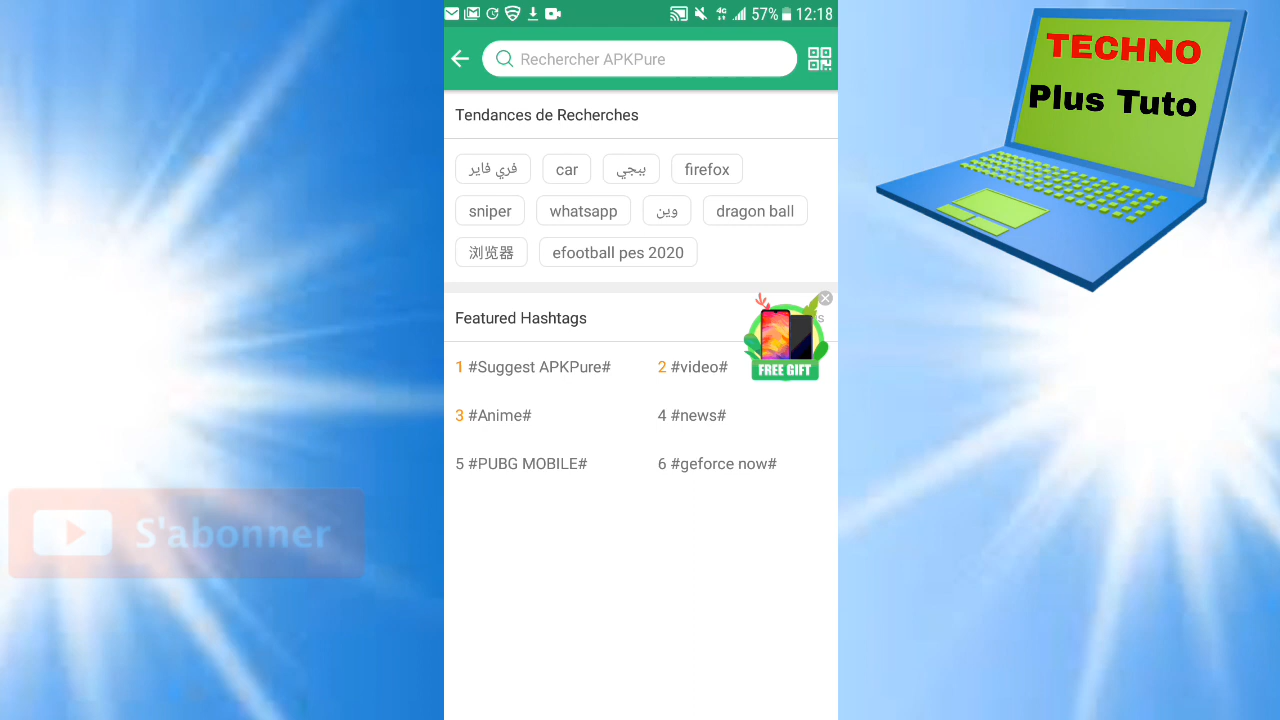 57% 12:18
Rechercher APKPure
Tendances de Recherches
فري فاير car ببجي firefox
sniper whatsapp وين dragon ball
浏览器 efootball pes 2020
Featured Hashtags
FREE GIFT
1 #Suggest APKPure# 2 #video#
3 #Anime# 4 #news#
5 #PUBG MOBILE# 6 #geforce now#
S'abonner
TECHNO
Plus Tuto